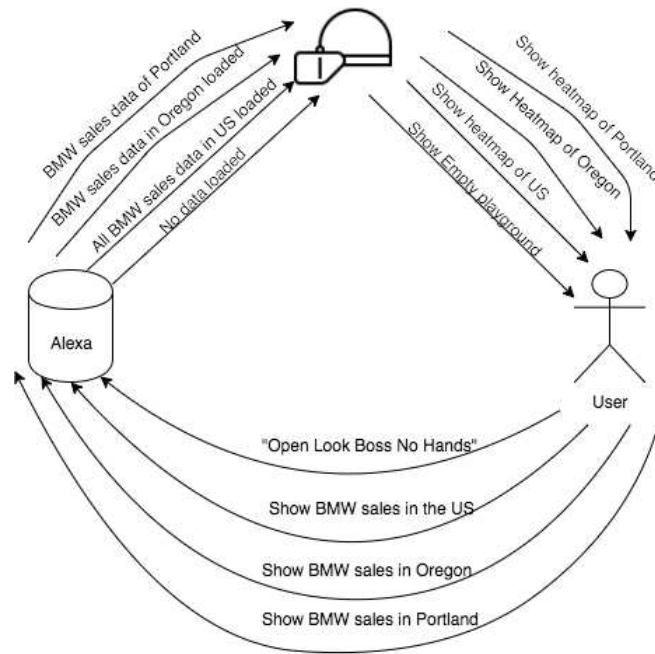 BMW sales data of Portland
BMW sales data in Oregon loaded
All BMW sales data in US loaded
No data loaded
Show heatmap of Portland
Show Heatmap of Oregon
Show heatmap of US
Show Empty playground
Alexa
User
"Open Look Boss No Hands"
Show BMW sales in the US
Show BMW sales in Oregon
Show BMW sales in Portland